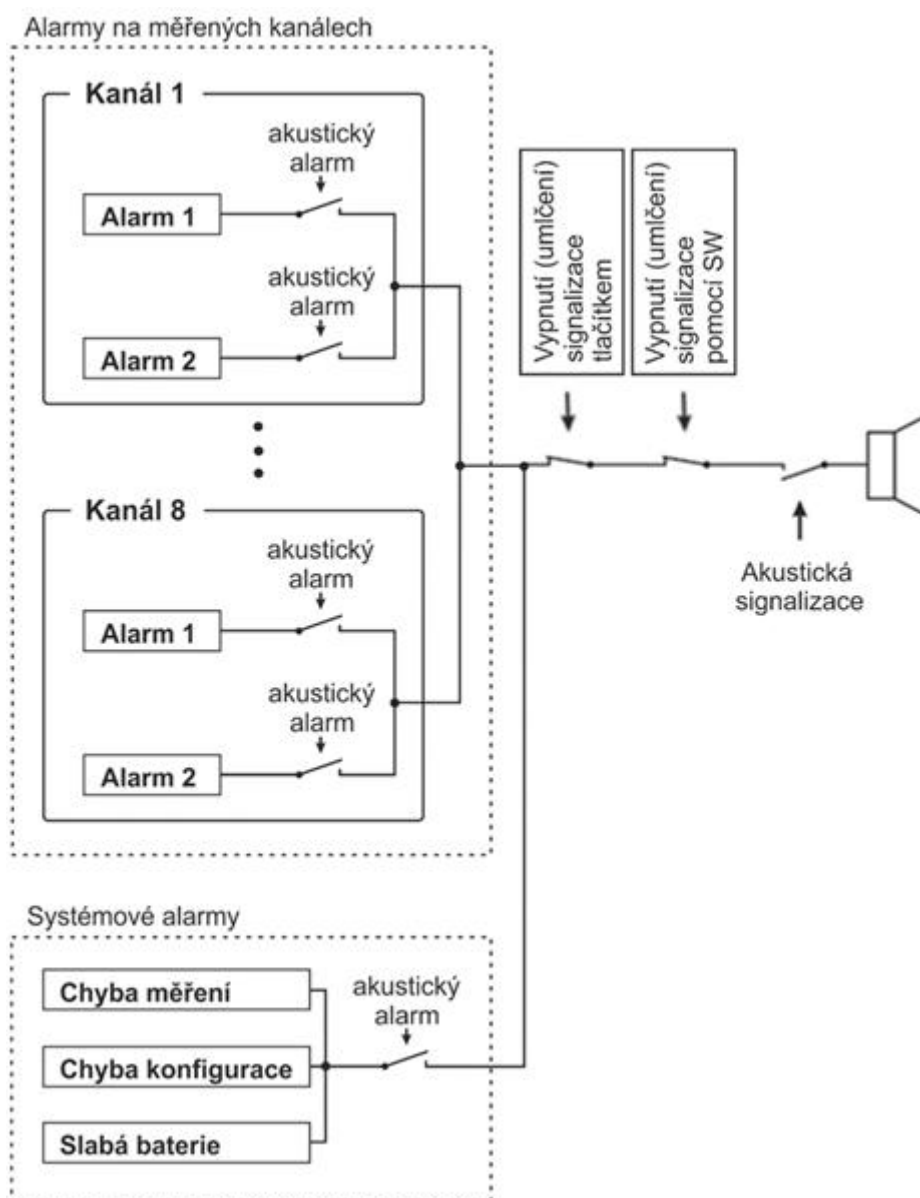 Alarmy na měřených kanálech
Kanál 1
akustický
alarm
Alarm 1
akustický
alarm
Alarm 2
Kanál 8
akustický
alarm
Alarm 1
akustický
alarm
Alarm 2
Vypnutí (umlčení)
signalizace
tlačítkem
Vypnutí (umlčení)
signalizace
pomocí SW
Akustická
signalizace
Systémové alarmy
Chyba měření
akustický
alarm
Chyba konfigurace
Slabá baterie